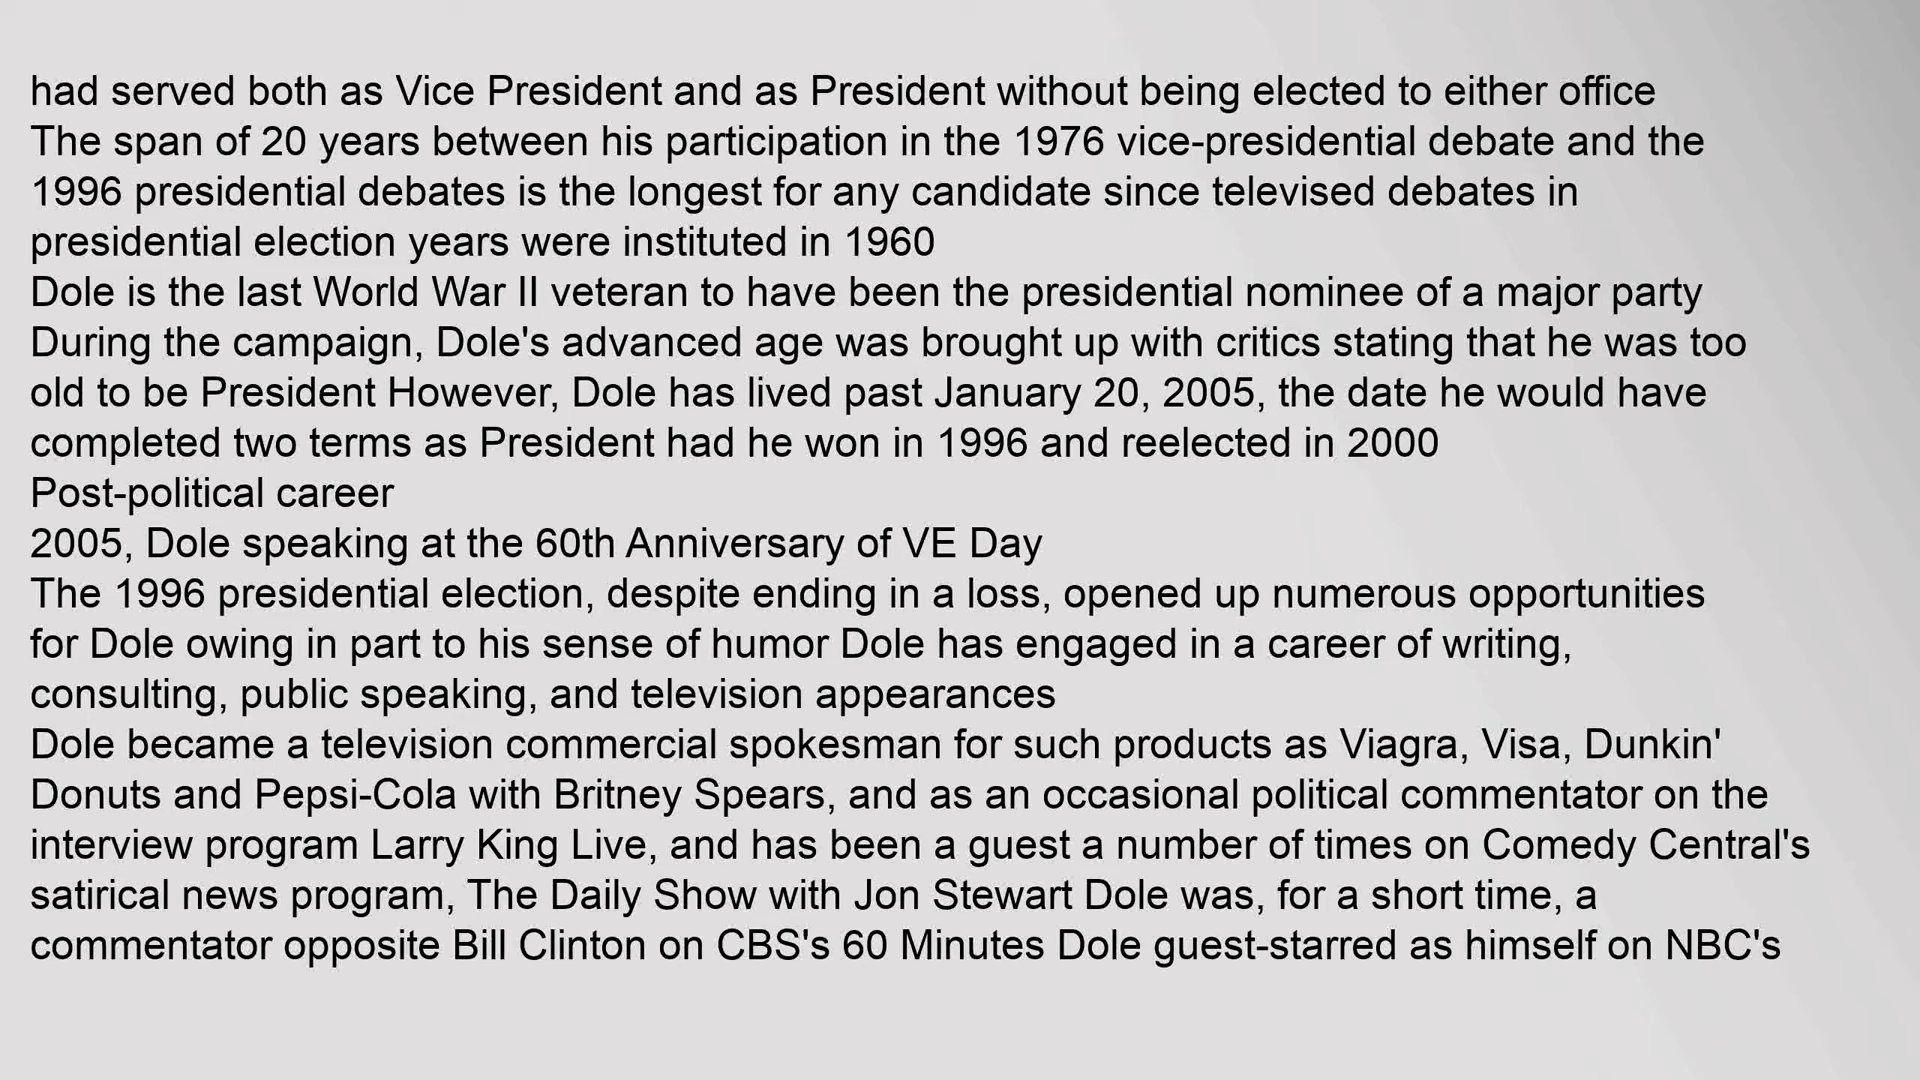 had served both as Vice President and as President without being elected to either office
The span of 20 years between his participation in the 1976 vice-presidential debate and the
1996 presidential debates is the longest for any candidate since televised debates in
presidential election years were instituted in 1960
Dole is the last World War II veteran to have been the presidential nominee of a major party
During the campaign, Dole's advanced age was brought up with critics stating that he was too
old to be President However, Dole has lived past January 20, 2005, the date he would have
completed two terms as President had he won in 1996 and reelected in 2000
Post-political career
2005, Dole speaking at the 60th Anniversary of VE Day
The 1996 presidential election, despite ending in a loss, opened up numerous opportunities
for Dole owing in part to his sense of humor Dole has engaged in a career of writing,
consulting, public speaking, and television appearances
Dole became a television commercial spokesman for such products as Viagra, Visa, Dunkin'
Donuts and Pepsi-Cola with Britney Spears, and as an occasional political commentator on the
interview program Larry King Live, and has been a guest a number of times on Comedy Central's
satirical news program, The Daily Show with Jon Stewart Dole was, for a short time, a
commentator opposite Bill Clinton on CBS's 60 Minutes Dole guest-starred as himself on NBC's